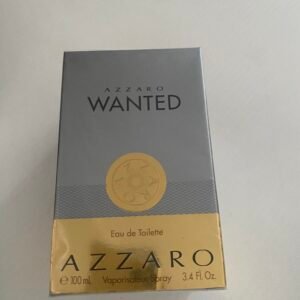 AZZARO
WANTED
Eau de Toilette
AZZARO
e 100 mL Vaporisateur Spray 3.4 Fl. Oz.